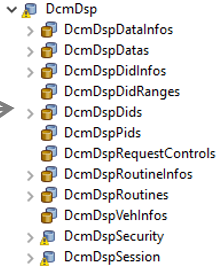 DcmDsp
DcmDspDataInfos
DcmDspDatas
DcmDspDidInfos
DcmDspDidRanges
DcmDspDids
DcmDspPids
DcmDspRequestControls
DcmDspRoutineInfos
DcmDspRoutines
DcmDspVehInfos
DcmDspSecurity
DcmDspSession